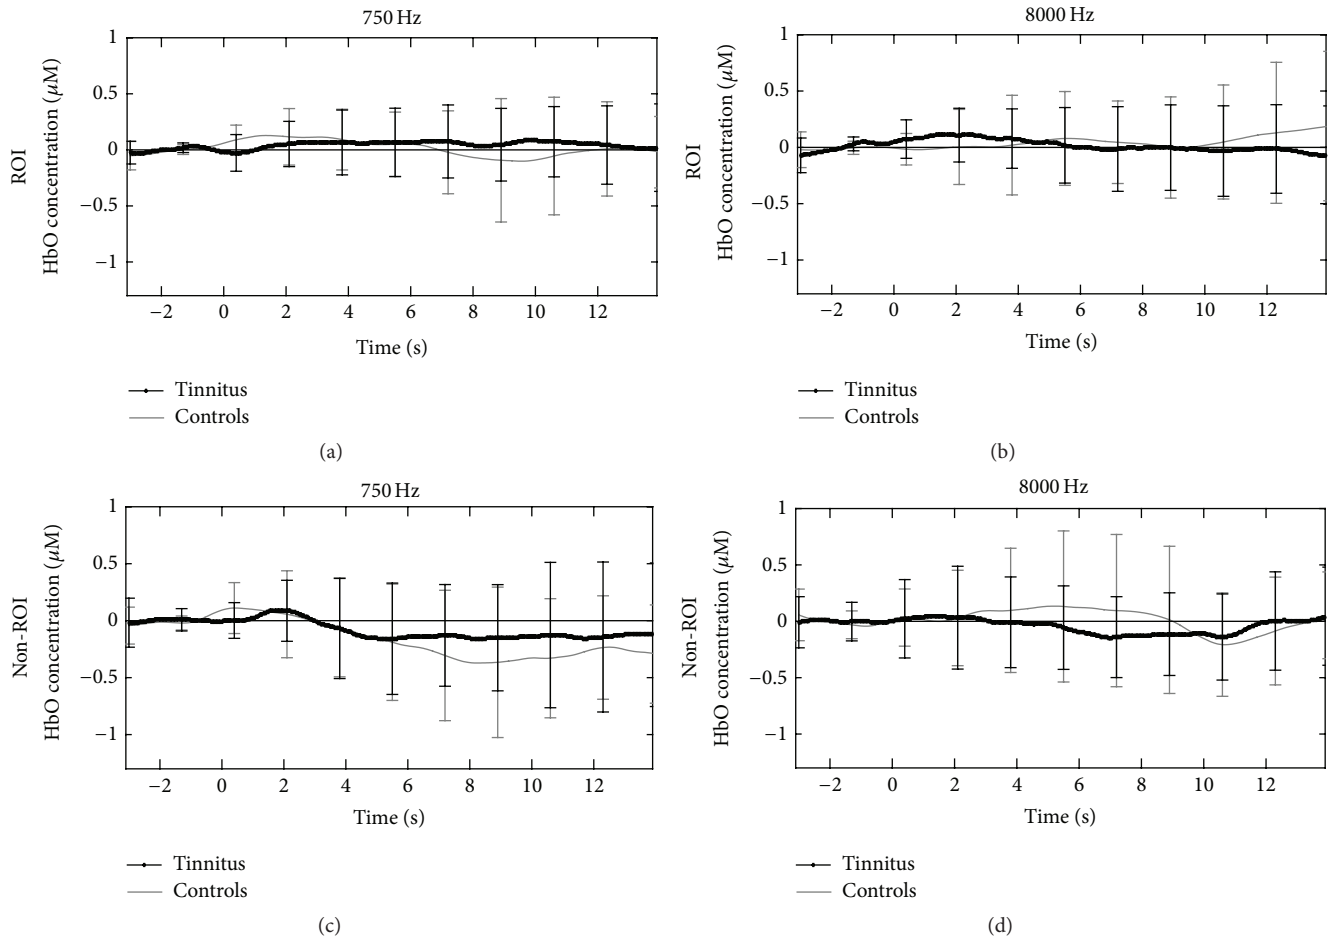 750 Hz
1
0.5
0
−0.5
−1
ROI
HbO concentration (μM)
−2 0 2 4 6 8 10 12
Time (s)
Tinnitus
Controls
(a)
8000 Hz
1
0.5
0
−0.5
−1
ROI
HbO concentration (μM)
−2 0 2 4 6 8 10 12
Time (s)
Tinnitus
Controls
(b)
750 Hz
1
0.5
0
−0.5
−1
Non-ROI
HbO concentration (μM)
−2 0 2 4 6 8 10 12
Time (s)
Tinnitus
Controls
(c)
8000 Hz
1
0.5
0
−0.5
−1
Non-ROI
HbO concentration (μM)
−2 0 2 4 6 8 10 12
Time (s)
Tinnitus
Controls
(d)